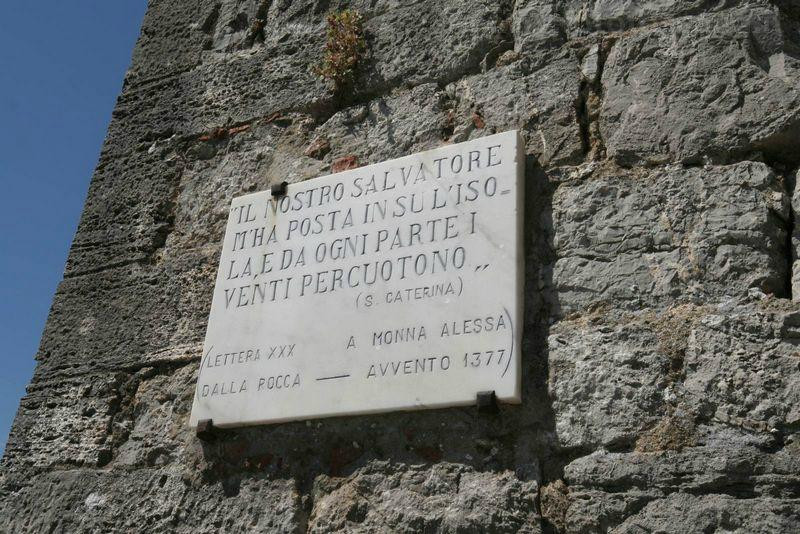 "IL NOSTRO SALVATORE
M'HA POSTA IN SU L'ISO-
LA, E DA OGNI PARTE I
VENTI PERCUOTONO,,
(S. CATERINA)
(LETTERA XXX A MONNA ALESSA
DALLA ROCCA — AVVENTO 1377)